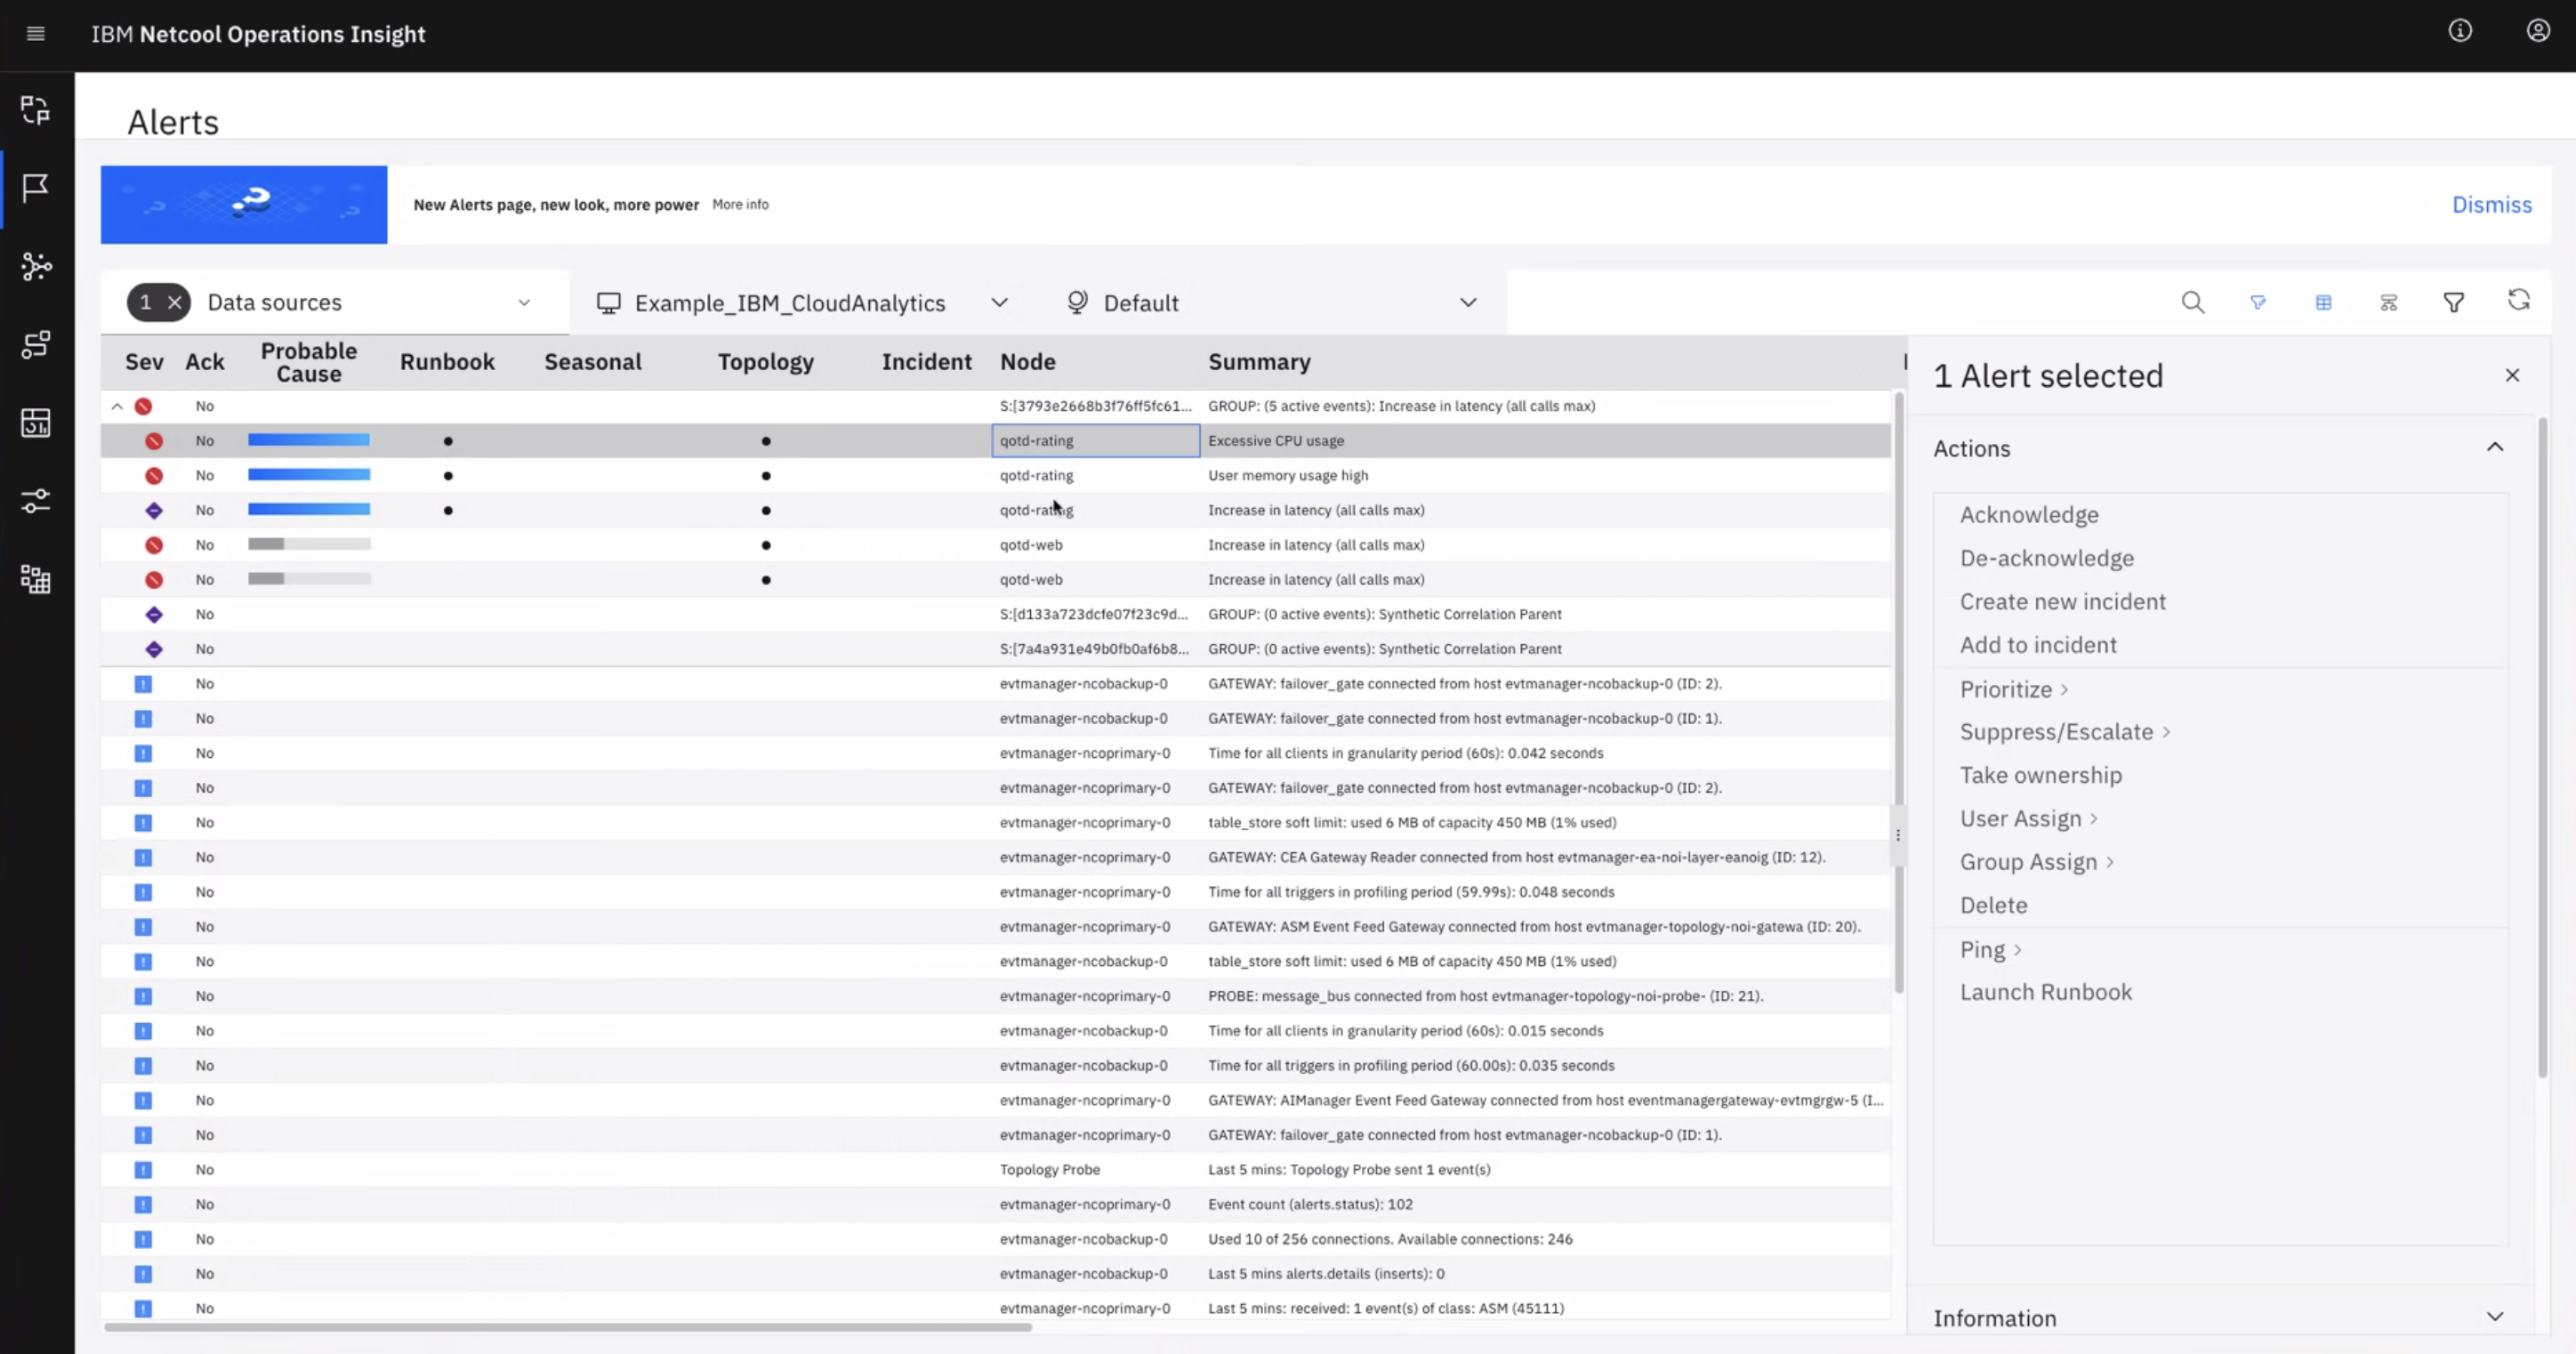 IBM Netcool Operations Insight
Alerts
New Alerts page, new look, more power More info
Dismiss
1 Data sources Example_IBM_CloudAnalytics Default
Sev Ack Probable Cause Runbook Seasonal Topology Incident Node Summary
No S:[3793e2668b3f76ff5fc61... GROUP: (5 active events): Increase in latency (all calls max)
No qotd-rating Excessive CPU usage
No qotd-rating User memory usage high
No qotd-rating Increase in latency (all calls max)
No qotd-web Increase in latency (all calls max)
No qotd-web Increase in latency (all calls max)
No S:[d133a723dcfe07f23c9d... GROUP: (0 active events): Synthetic Correlation Parent
No S:[7a4a931e49b0fb0af6b8... GROUP: (0 active events): Synthetic Correlation Parent
No evtmanager-ncobackup-0 GATEWAY: failover_gate connected from host evtmanager-ncobackup-0 (ID: 2).
No evtmanager-ncobackup-0 GATEWAY: failover_gate connected from host evtmanager-ncobackup-0 (ID: 1).
No evtmanager-ncoprimary-0 Time for all clients in granularity period (60s): 0.042 seconds
No evtmanager-ncoprimary-0 GATEWAY: failover_gate connected from host evtmanager-ncobackup-0 (ID: 2).
No evtmanager-ncoprimary-0 table_store soft limit: used 6 MB of capacity 450 MB (1% used)
No evtmanager-ncoprimary-0 GATEWAY: CEA Gateway Reader connected from host evtmanager-ea-noi-layer-eanoig (ID: 12).
No evtmanager-ncoprimary-0 Time for all triggers in profiling period (59.99s): 0.048 seconds
No evtmanager-ncoprimary-0 GATEWAY: ASM Event Feed Gateway connected from host evtmanager-topology-noi-gatewa (ID: 20).
No evtmanager-ncobackup-0 table_store soft limit: used 6 MB of capacity 450 MB (1% used)
No evtmanager-ncoprimary-0 PROBE: message_bus connected from host evtmanager-topology-noi-probe- (ID: 21).
No evtmanager-ncobackup-0 Time for all clients in granularity period (60s): 0.015 seconds
No evtmanager-ncobackup-0 Time for all triggers in profiling period (60.00s): 0.035 seconds
No evtmanager-ncoprimary-0 GATEWAY: AIManager Event Feed Gateway connected from host eventmanagergateway-evtmgrgw-5 (I...
No evtmanager-ncoprimary-0 GATEWAY: failover_gate connected from host evtmanager-ncobackup-0 (ID: 1).
No Topology Probe Last 5 mins: Topology Probe sent 1 event(s)
No evtmanager-ncoprimary-0 Event count (alerts.status): 102
No evtmanager-ncobackup-0 Used 10 of 256 connections. Available connections: 246
No evtmanager-ncobackup-0 Last 5 mins alerts.details (inserts): 0
No evtmanager-ncoprimary-0 Last 5 mins: received: 1 event(s) of class: ASM (45111)
1 Alert selected
Actions
Acknowledge
De-acknowledge
Create new incident
Add to incident
Prioritize
Suppress/Escalate
Take ownership
User Assign
Group Assign
Delete
Ping
Launch Runbook
Information